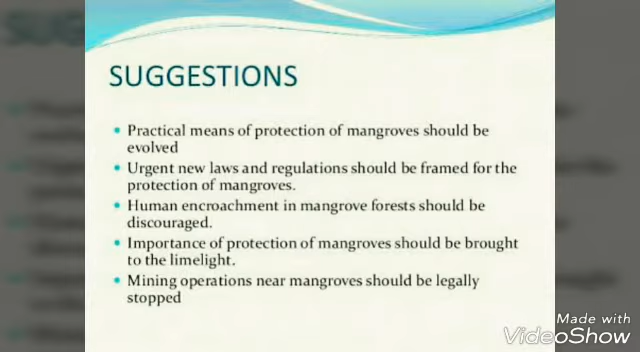 SUGGESTIONS
• Practical means of protection of mangroves should be
evolved
• Urgent new laws and regulations should be framed for the
protection of mangroves.
• Human encroachment in mangrove forests should be
discouraged.
• Importance of protection of mangroves should be brought
to the limelight.
• Mining operations near mangroves should be legally
stopped
Made with
VideoShow